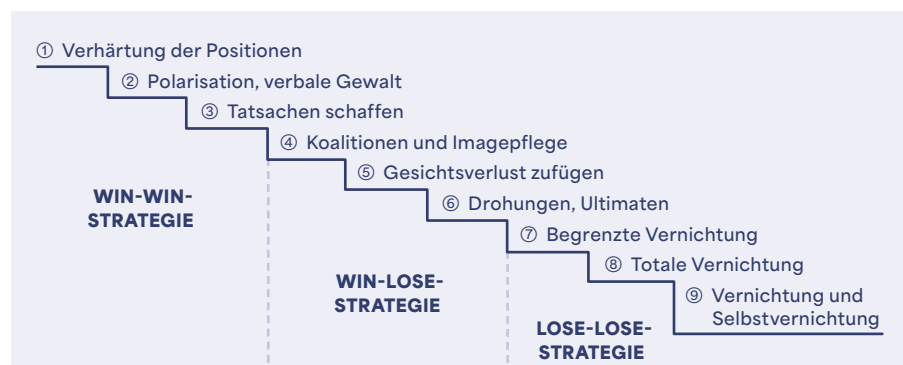 ① Verhärtung der Positionen
② Polarisation, verbale Gewalt
③ Tatsachen schaffen
④ Koalitionen und Imagepflege
⑤ Gesichtsverlust zufügen
⑥ Drohungen, Ultimaten
⑦ Begrenzte Vernichtung
⑧ Totale Vernichtung
⑨ Vernichtung und
Selbstvernichtung
WIN-WIN-
STRATEGIE
WIN-LOSE-
STRATEGIE
LOSE-LOSE-
STRATEGIE